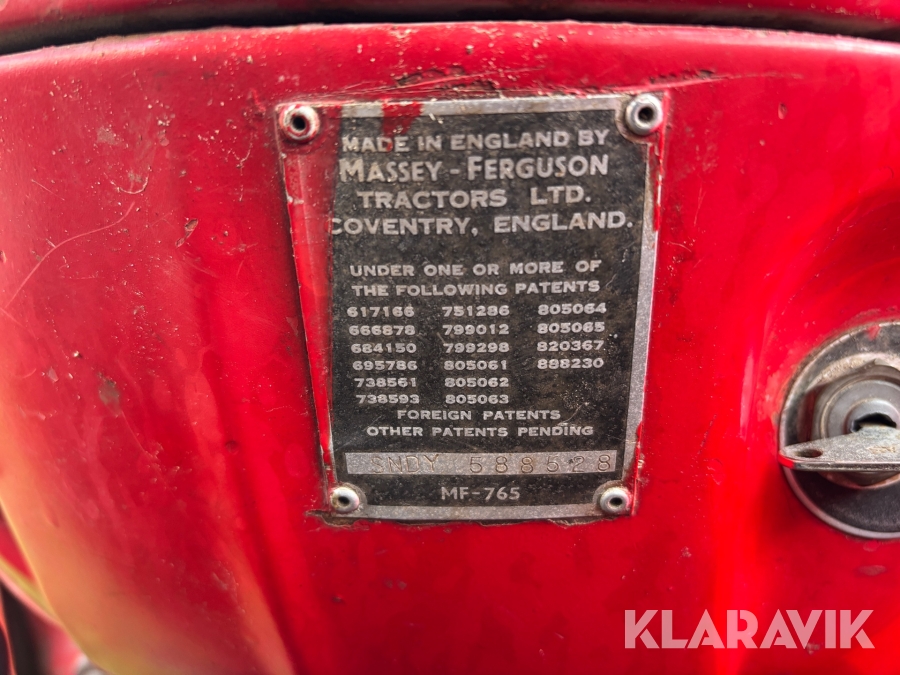 MADE IN ENGLAND BY
MASSEY-FERGUSON
TRACTORS LTD.
COVENTRY, ENGLAND.
UNDER ONE OR MORE OF
THE FOLLOWING PATENTS
617166 751286 805064
666878 799012 805065
684150 799298 820367
695786 805061 898230
738561 805062
738593 805063
FOREIGN PATENTS
OTHER PATENTS PENDING
SNDY 588528
MF-765
KLARAVIK